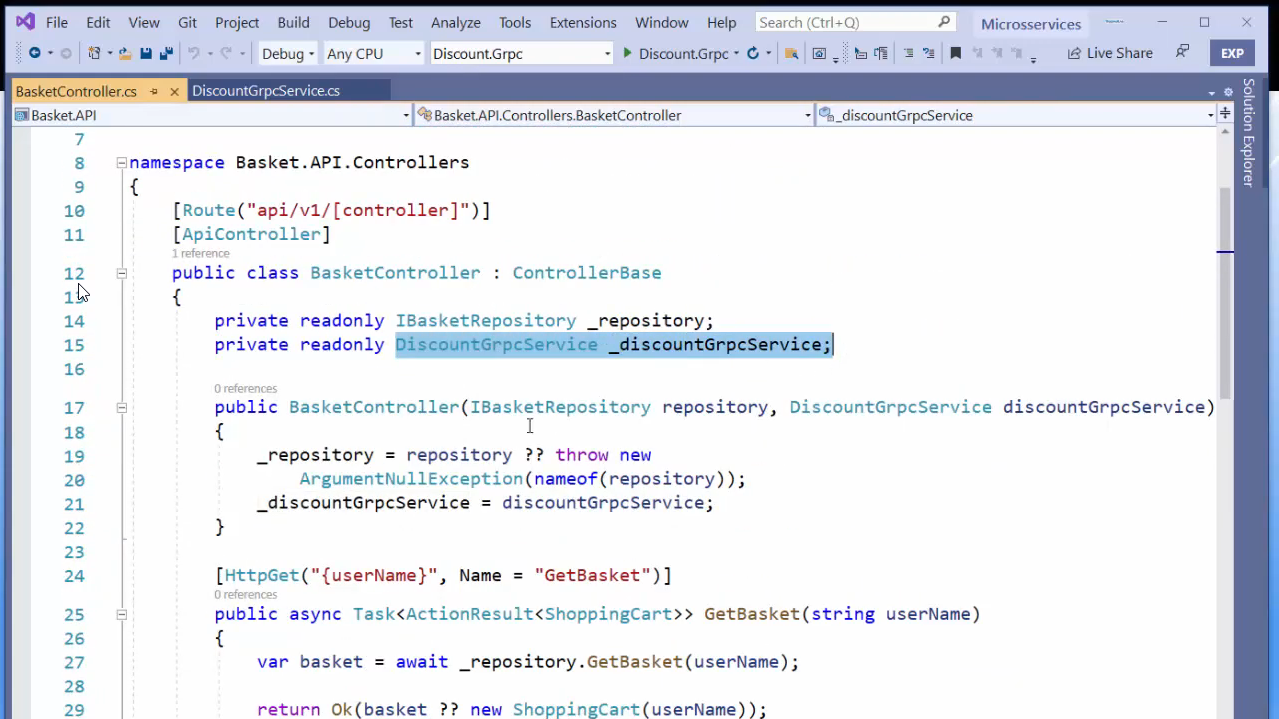 File Edit View Git Project Build Debug Test Analyze Tools Extensions Window Help Search (Ctrl+Q) Microsservices
Debug Any CPU Discount.Grpc Discount.Grpc Live Share EXP
BasketController.cs DiscountGrpcService.cs
Basket.API Basket.API.Controllers.BasketController _discountGrpcService
Solution Explorer
7
8 namespace Basket.API.Controllers
9 {
10 [Route("api/v1/[controller]")]
11 [ApiController]
1 reference
12 public class BasketController : ControllerBase
13 {
14 private readonly IBasketRepository _repository;
15 private readonly DiscountGrpcService _discountGrpcService;
16
0 references
17 public BasketController(IBasketRepository repository, DiscountGrpcService discountGrpcService)
18 {
19 _repository = repository ?? throw new
20 ArgumentNullException(nameof(repository));
21 _discountGrpcService = discountGrpcService;
22 }
23
24 [HttpGet("{userName}", Name = "GetBasket")]
0 references
25 public async Task<ActionResult<ShoppingCart>> GetBasket(string userName)
26 {
27 var basket = await _repository.GetBasket(userName);
28
29 return Ok(basket ?? new ShoppingCart(userName));